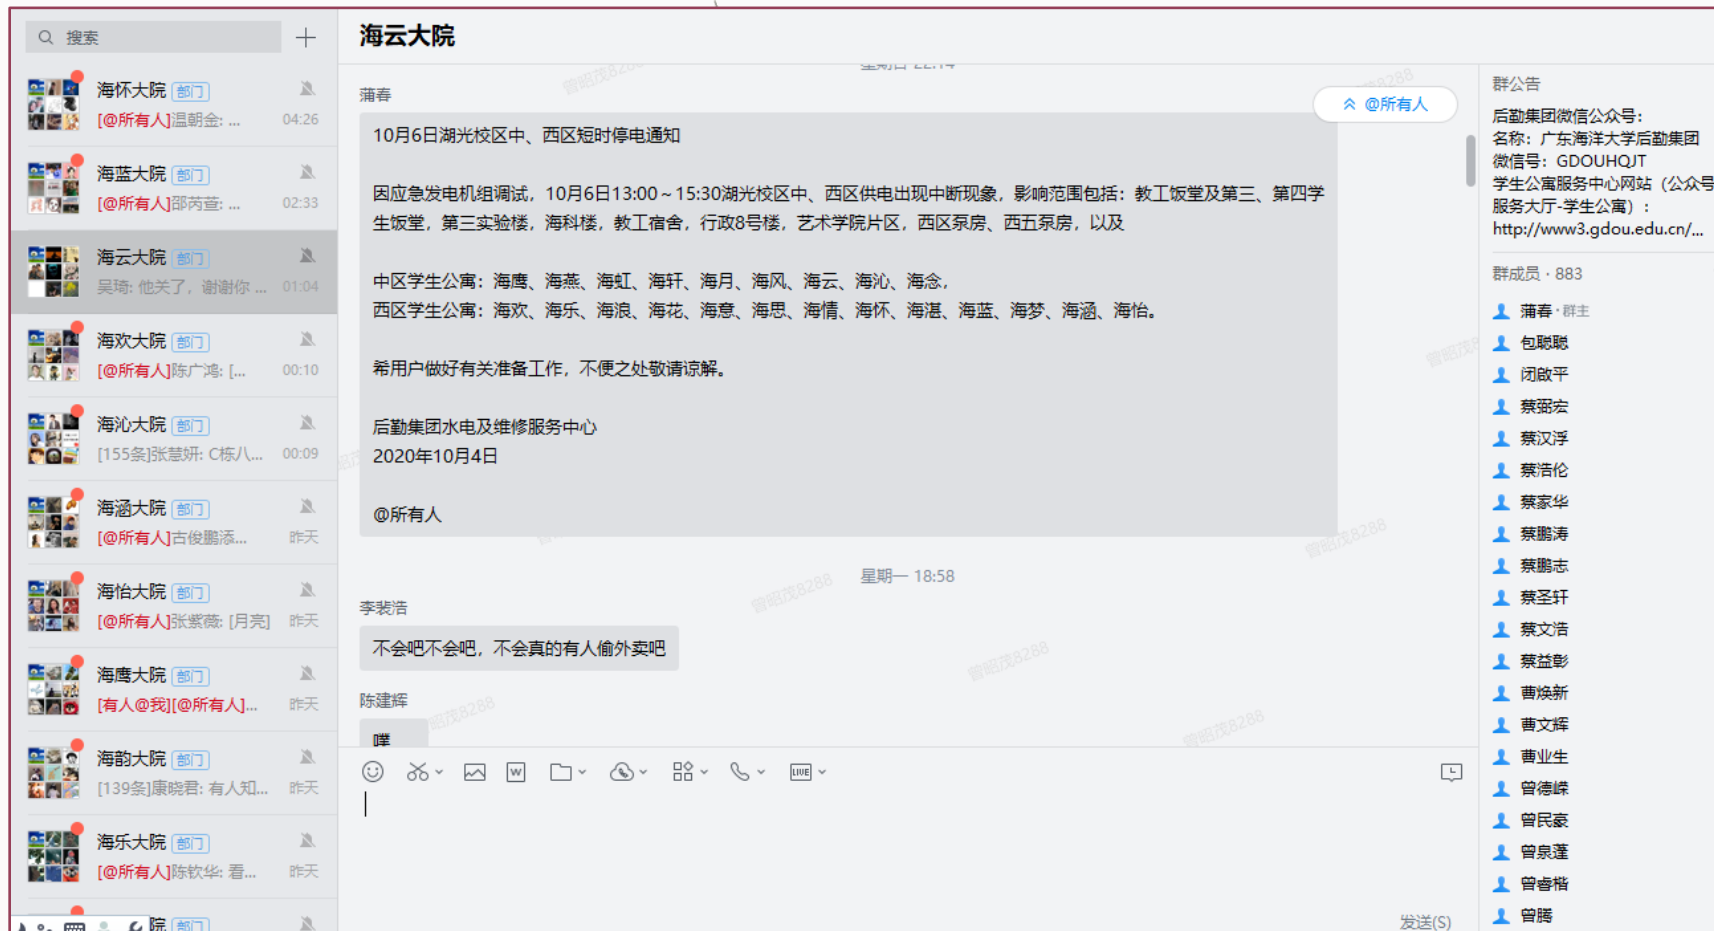 搜索
海怀大院 部门
[@所有人]温朝金: ... 04:26
海蓝大院 部门
[@所有人]邵芮萱: ... 02:33
海云大院 部门
吴琦: 他关了，谢谢你 ... 01:04
海欢大院 部门
[@所有人]陈广鸿: [... 00:10
海沁大院 部门
[155条]张慧妍: C栋八... 00:09
海涵大院 部门
[@所有人]古俊鹏添... 昨天
海怡大院 部门
[@所有人]张紫薇: [月亮] 昨天
海鹰大院 部门
[有人@我][@所有人]... 昨天
海韵大院 部门
[139条]康晓君: 有人知... 昨天
海乐大院 部门
[@所有人]陈钦华: 看... 昨天
院 部门
海云大院
星期日 22:14
蒲春
@所有人
10月6日湖光校区中、西区短时停电通知
因应急发电机组调试，10月6日13:00～15:30湖光校区中、西区供电出现中断现象，影响范围包括：教工饭堂及第三、第四学
生饭堂，第三实验楼，海科楼，教工宿舍，行政8号楼，艺术学院片区，西区泵房、西五泵房，以及
中区学生公寓：海鹰、海燕、海虹、海轩、海月、海风、海云、海沁、海念，
西区学生公寓：海欢、海乐、海浪、海花、海意、海思、海情、海怀、海湛、海蓝、海梦、海涵、海怡。
希用户做好有关准备工作，不便之处敬请谅解。
后勤集团水电及维修服务中心
2020年10月4日
@所有人
星期一 18:58
李裴浩
不会吧不会吧，不会真的有人偷外卖吧
陈建辉
噗
LIVE
发送(S)
群公告
后勤集团微信公众号：
名称：广东海洋大学后勤集团
微信号：GDOUHQJT
学生公寓服务中心网站（公众号
服务大厅-学生公寓）:
http://www3.gdou.edu.cn/...
群成员 · 883
蒲春 · 群主
包聪聪
闭啟平
蔡弼宏
蔡汉浮
蔡浩伦
蔡家华
蔡鹏涛
蔡鹏志
蔡圣轩
蔡文浩
蔡益彰
曹焕新
曹文辉
曹业生
曾德嵘
曾民豪
曾泉蓬
曾睿楷
曾腾
曾昭茂8288